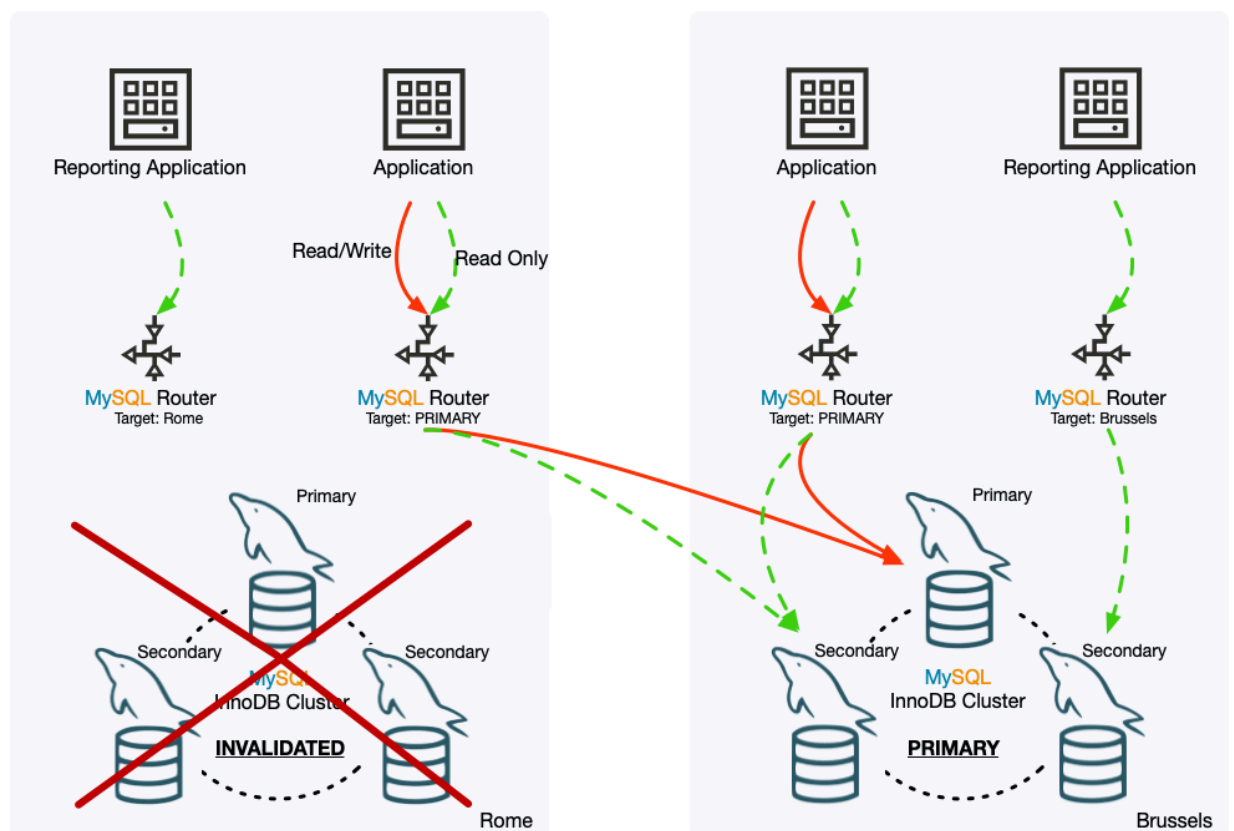 Reporting Application
Application
Application
Reporting Application
Read/Write
Read Only
MySQL Router
Target: Rome
MySQL Router
Target: PRIMARY
MySQL Router
Target: PRIMARY
MySQL Router
Target: Brussels
Primary
Secondary
Secondary
MySQL
InnoDB Cluster
INVALIDATED
Rome
Primary
Secondary
Secondary
MySQL
InnoDB Cluster
PRIMARY
Brussels